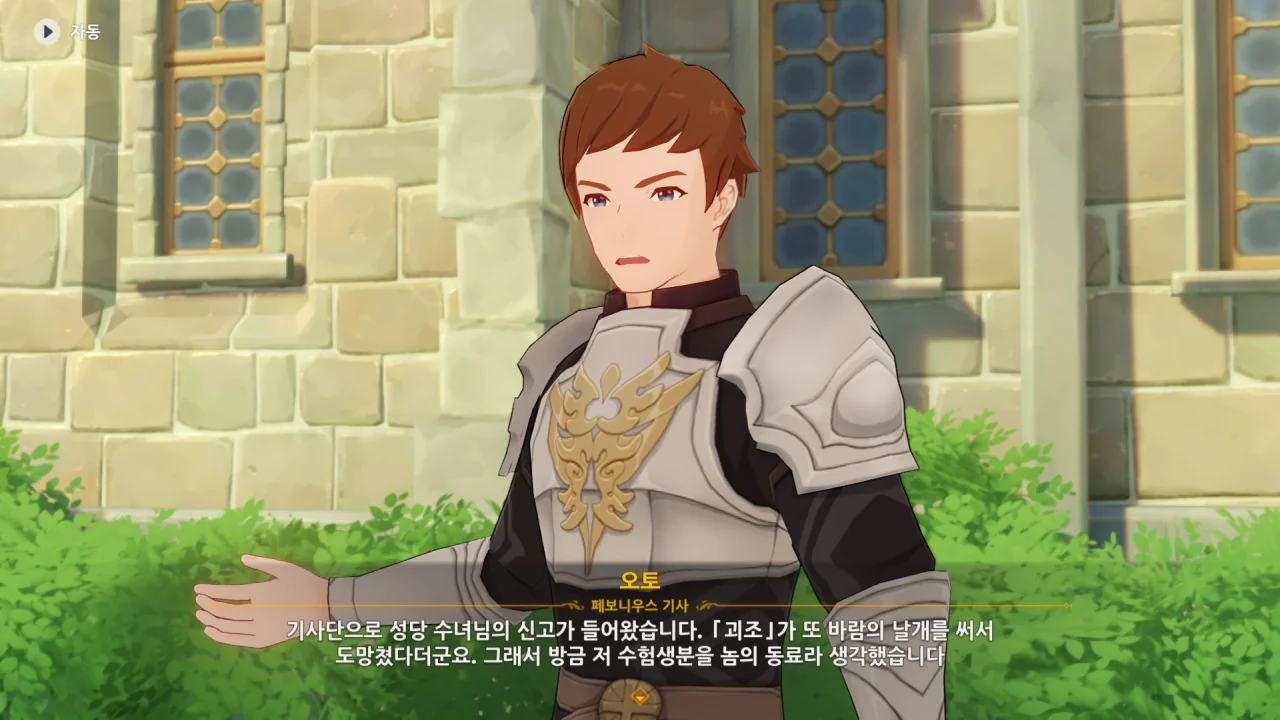 자동
오토
페보니우스 기사
기사단으로 성당 수녀님의 신고가 들어왔습니다. 「괴조」가 또 바람의 날개를 써서
도망쳤다더군요. 그래서 방금 저 수험생분을 놈의 동료라 생각했습니다